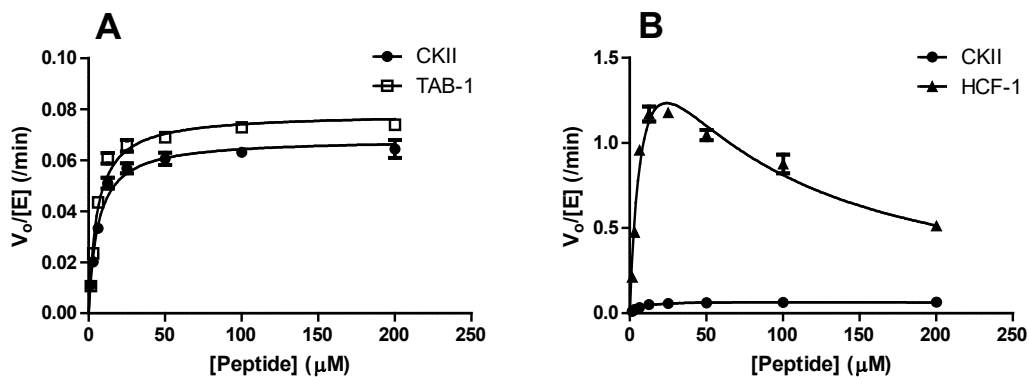 A
CKII
TAB-1
0.10
0.08
0.06
0.04
0.02
0.00
Vo/[E] (/min)
0 50 100 150 200 250
[Peptide] (μM)
B
CKII
HCF-1
1.5
1.0
0.5
0.0
Vo/[E] (/min)
0 50 100 150 200 250
[Peptide] (μM)